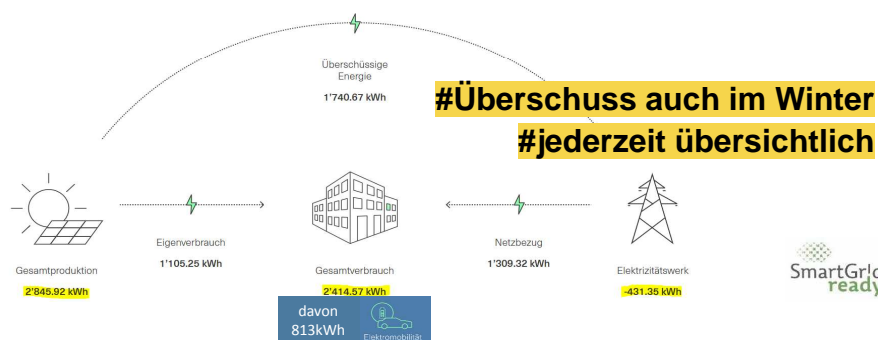 Überschüssige
Energie
1'740.67 kWh
#Überschuss auch im Winter
#jederzeit übersichtlich
Eigenverbrauch
1'105.25 kWh
Netzbezug
1'309.32 kWh
Gesamtproduktion
2'845.92 kWh
Gesamtverbrauch
2'414.57 kWh
Elektrizitätswerk
-431.35 kWh
SmartGrid
ready
davon
813kWh
Elektromobilität